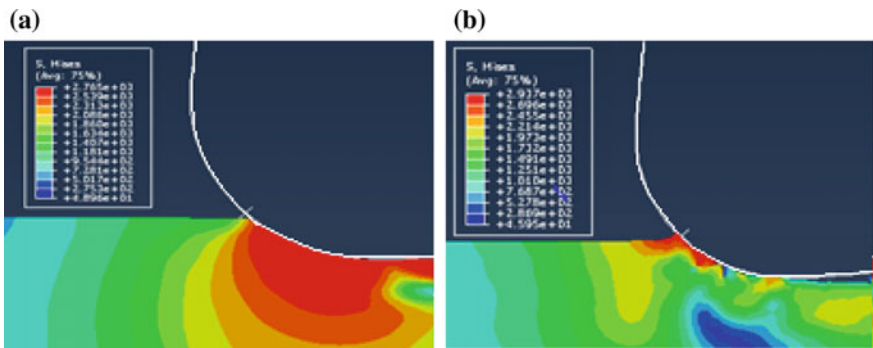 (a)
S, Mises
(Avg: 75%)
+2.765e+03
+2.539e+03
+2.313e+03
+2.086e+03
+1.860e+03
+1.634e+03
+1.407e+03
+1.181e+03
+9.544e+02
+7.281e+02
+5.017e+02
+2.753e+02
+4.896e+01
(b)
S, Mises
(Avg: 75%)
+2.937e+03
+2.696e+03
+2.455e+03
+2.214e+03
+1.973e+03
+1.732e+03
+1.491e+03
+1.251e+03
+1.010e+03
+7.687e+02
+5.278e+02
+2.869e+02
+4.595e+01